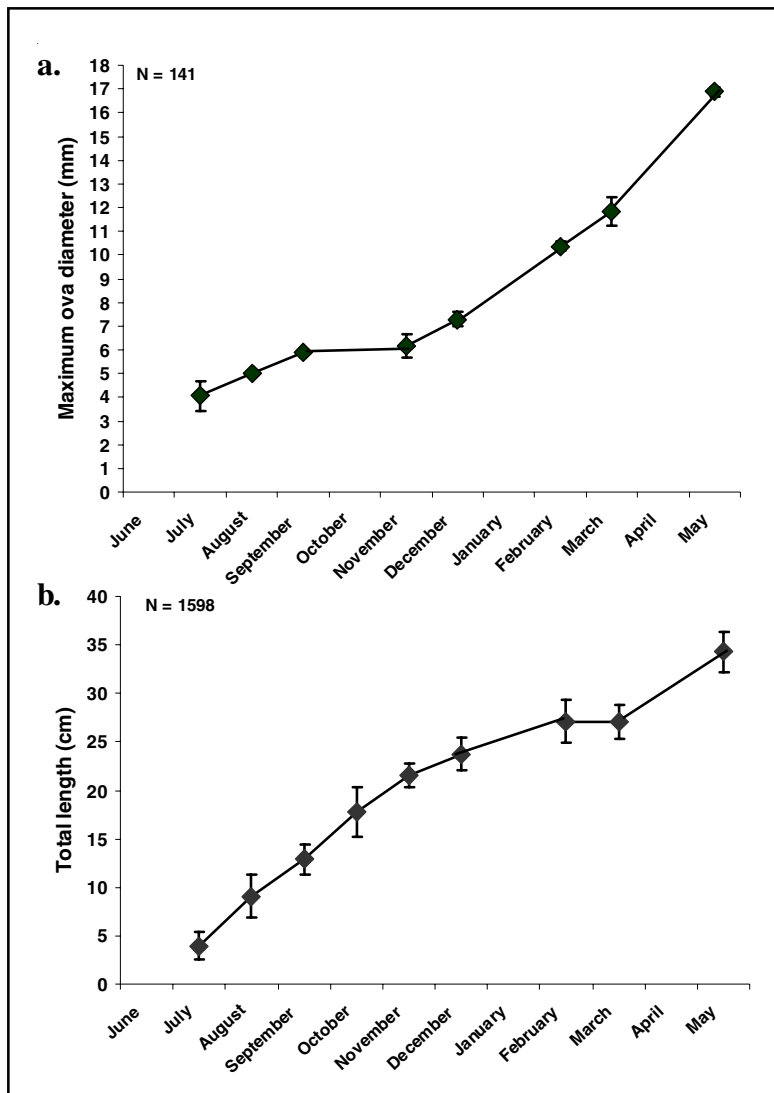 a.
N = 141
Maximum ova diameter (mm)
18
17
16
15
14
13
12
11
10
9
8
7
6
5
4
3
2
1
0
June
July
August
September
October
November
December
January
February
March
April
May
b.
N = 1598
Total length (cm)
40
35
30
25
20
15
10
5
0
June
July
August
September
October
November
December
January
February
March
April
May